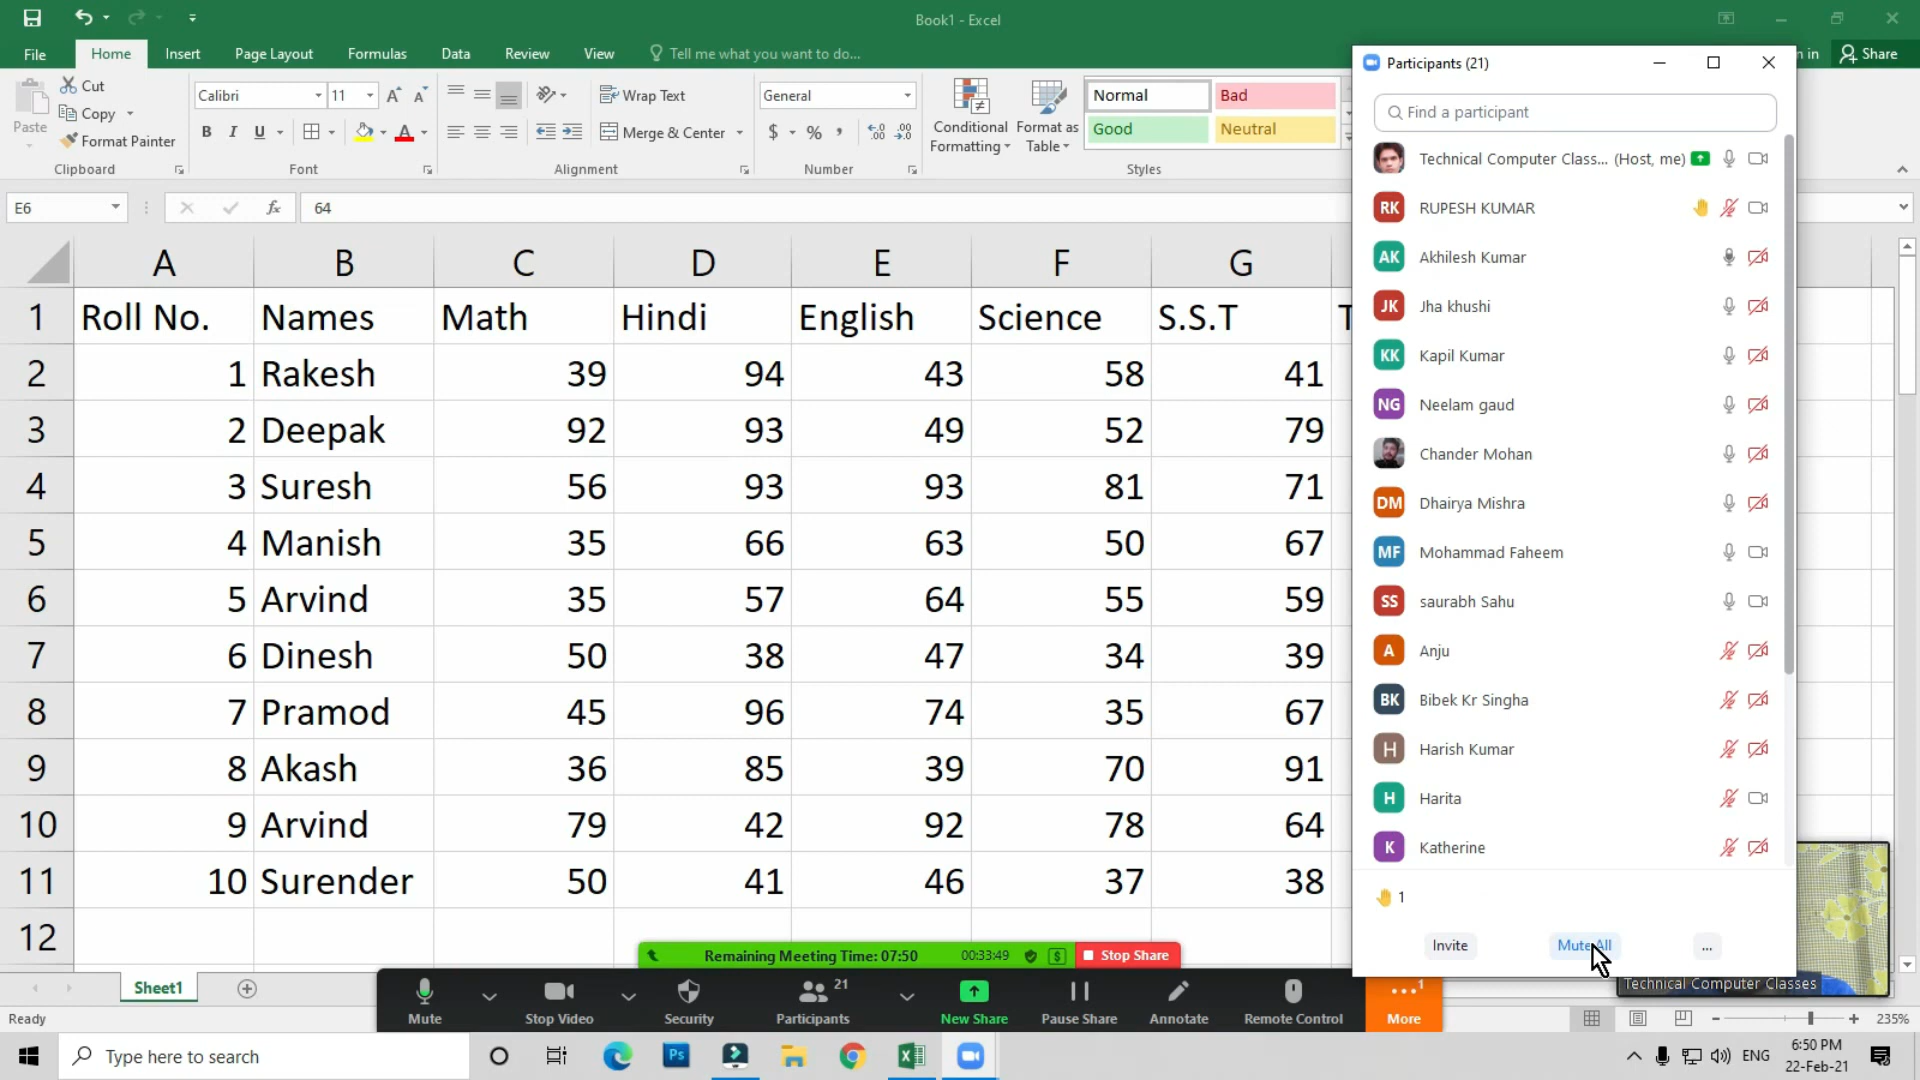 Book1 - Excel
File Home Insert Page Layout Formulas Data Review View Tell me what you want to do... n in Share
Cut
Copy
Format Painter
Paste
Clipboard
Calibri 11
B I U
Font
Wrap Text
Merge & Center
Alignment
General
$ % ,
Number
Conditional Formatting
Format as Table
Normal Bad
Good Neutral
Styles
E6 fx 64
A B C D E F G
1 Roll No. Names Math Hindi English Science S.S.T T
2 1 Rakesh 39 94 43 58 41
3 2 Deepak 92 93 49 52 79
4 3 Suresh 56 93 93 81 71
5 4 Manish 35 66 63 50 67
6 5 Arvind 35 57 64 55 59
7 6 Dinesh 50 38 47 34 39
8 7 Pramod 45 96 74 35 67
9 8 Akash 36 85 39 70 91
10 9 Arvind 79 42 92 78 64
11 10 Surender 50 41 46 37 38
12
Participants (21)
Find a participant
Technical Computer Class... (Host, me)
RK RUPESH KUMAR
AK Akhilesh Kumar
JK Jha khushi
KK Kapil Kumar
NG Neelam gaud
Chander Mohan
DM Dhairya Mishra
MF Mohammad Faheem
SS saurabh Sahu
A Anju
BK Bibek Kr Singha
H Harish Kumar
H Harita
K Katherine
1
Invite Mute All ...
Technical Computer Classes
Remaining Meeting Time: 07:50 00:33:49 $ Stop Share
Sheet1
21 1
Mute Stop Video Security Participants New Share Pause Share Annotate Remote Control More
Ready 235%
Type here to search
Ps
ENG
6:50 PM
22-Feb-21